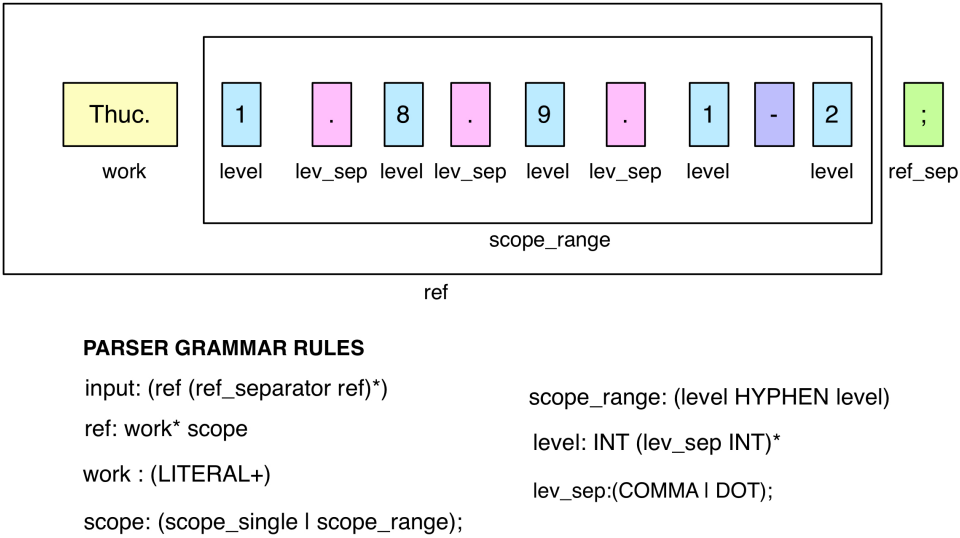 Thuc. 1 . 8 . 9 . 1 - 2 ;
work level lev_sep level lev_sep level lev_sep level level ref_sep
scope_range
ref
PARSER GRAMMAR RULES
input: (ref (ref_separator ref)*)
ref: work* scope
work : (LITERAL+)
scope: (scope_single | scope_range);
scope_range: (level HYPHEN level)
level: INT (lev_sep INT)*
lev_sep:(COMMA | DOT);